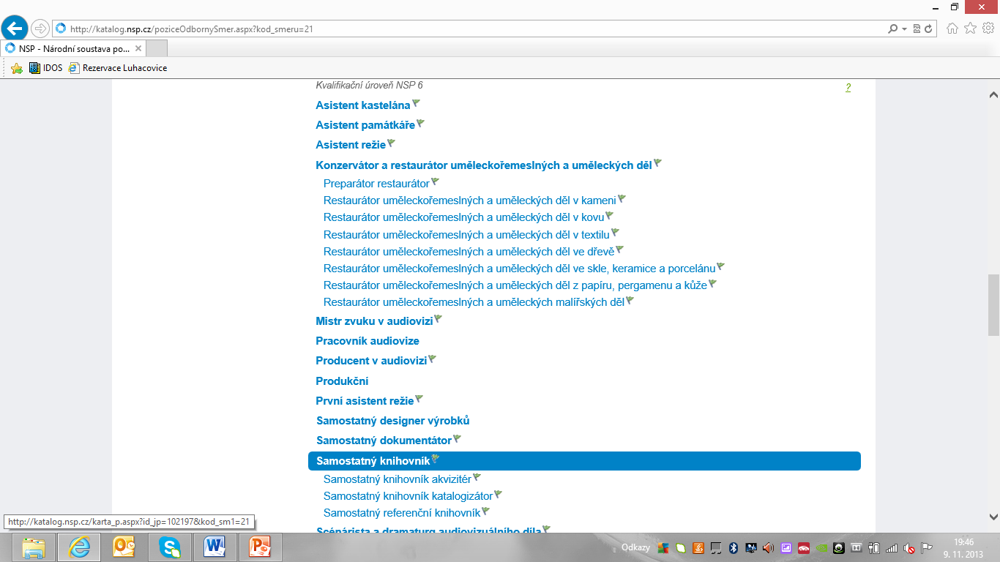 http://katalog.nsp.cz/poziceOdbornySmer.aspx?kod_smeru=21
NSP - Národní soustava po...
IDOS
Rezervace Luhacovice
Kvalifikační úroveň NSP 6
?
Asistent kastelána
Asistent památkáře
Asistent režie
Konzervátor a restaurátor uměleckořemeslných a uměleckých děl
Preparátor restaurátor
Restaurátor uměleckořemeslných a uměleckých děl v kameni
Restaurátor uměleckořemeslných a uměleckých děl v kovu
Restaurátor uměleckořemeslných a uměleckých děl v textilu
Restaurátor uměleckořemeslných a uměleckých děl ve dřevě
Restaurátor uměleckořemeslných a uměleckých děl ve skle, keramice a porcelánu
Restaurátor uměleckořemeslných a uměleckých děl z papíru, pergamenu a kůže
Restaurátor uměleckořemeslných a uměleckých malířských děl
Mistr zvuku v audiovizi
Pracovník audiovize
Producent v audiovizi
Produkční
První asistent režie
Samostatný designer výrobků
Samostatný dokumentátor
Samostatný knihovník
Samostatný knihovník akvizitér
Samostatný knihovník katalogizátor
Samostatný referenční knihovník
Scénárista a dramaturg audiovizuálního díla
http://katalog.nsp.cz/karta_p.aspx?id_jp=102197&kod_sm1=21
Odkazy
19:46
9. 11. 2013